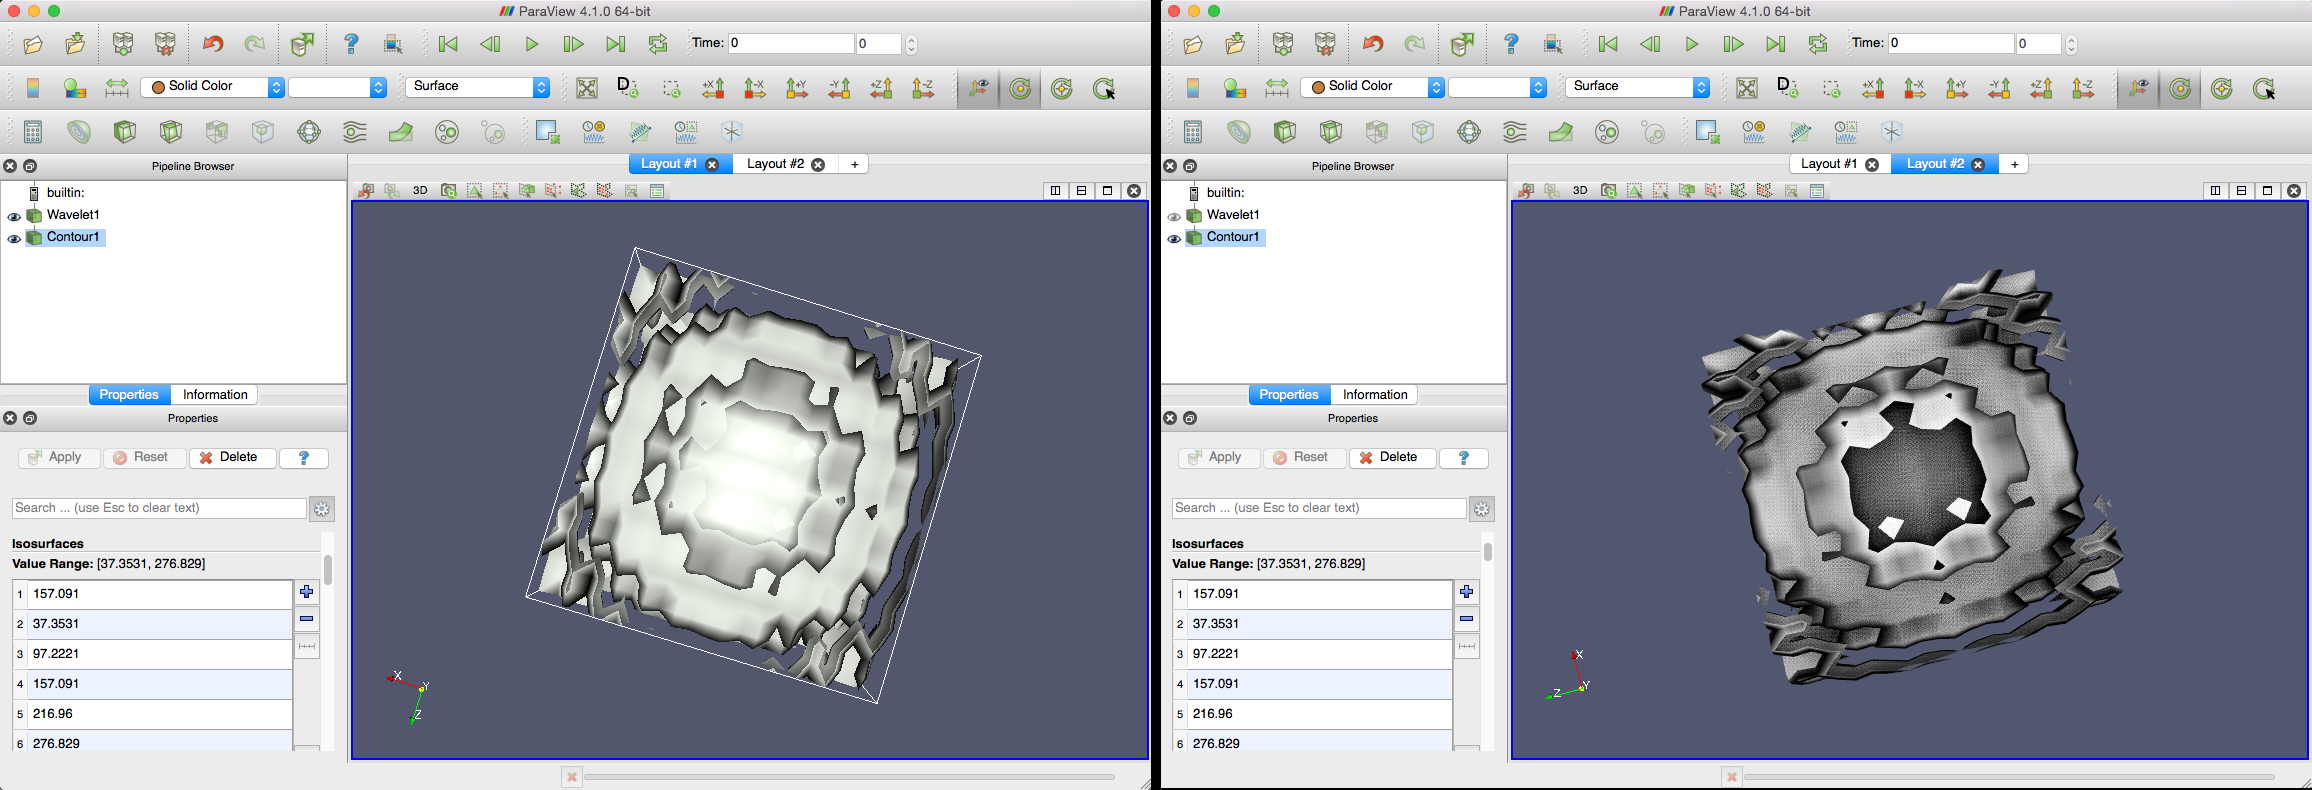 ParaView 4.1.0 64-bit
Time: 0 0
Solid Color Surface D +X -X +Y -Y +Z -Z
Pipeline Browser
Layout #1 Layout #2 +
3D
builtin:
Wavelet1
Contour1
Properties Information
Properties
Apply Reset Delete ?
Search ... (use Esc to clear text)
Isosurfaces
Value Range: [37.3531, 276.829]
1 157.091
2 37.3531
3 97.2221
4 157.091
5 216.96
6 276.829
X
Y
Z
ParaView 4.1.0 64-bit
Time: 0 0
Solid Color Surface D +X -X +Y -Y +Z -Z
Pipeline Browser
Layout #1 Layout #2 +
3D
builtin:
Wavelet1
Contour1
Properties Information
Properties
Apply Reset Delete ?
Search ... (use Esc to clear text)
Isosurfaces
Value Range: [37.3531, 276.829]
1 157.091
2 37.3531
3 97.2221
4 157.091
5 216.96
6 276.829
X
Y
Z